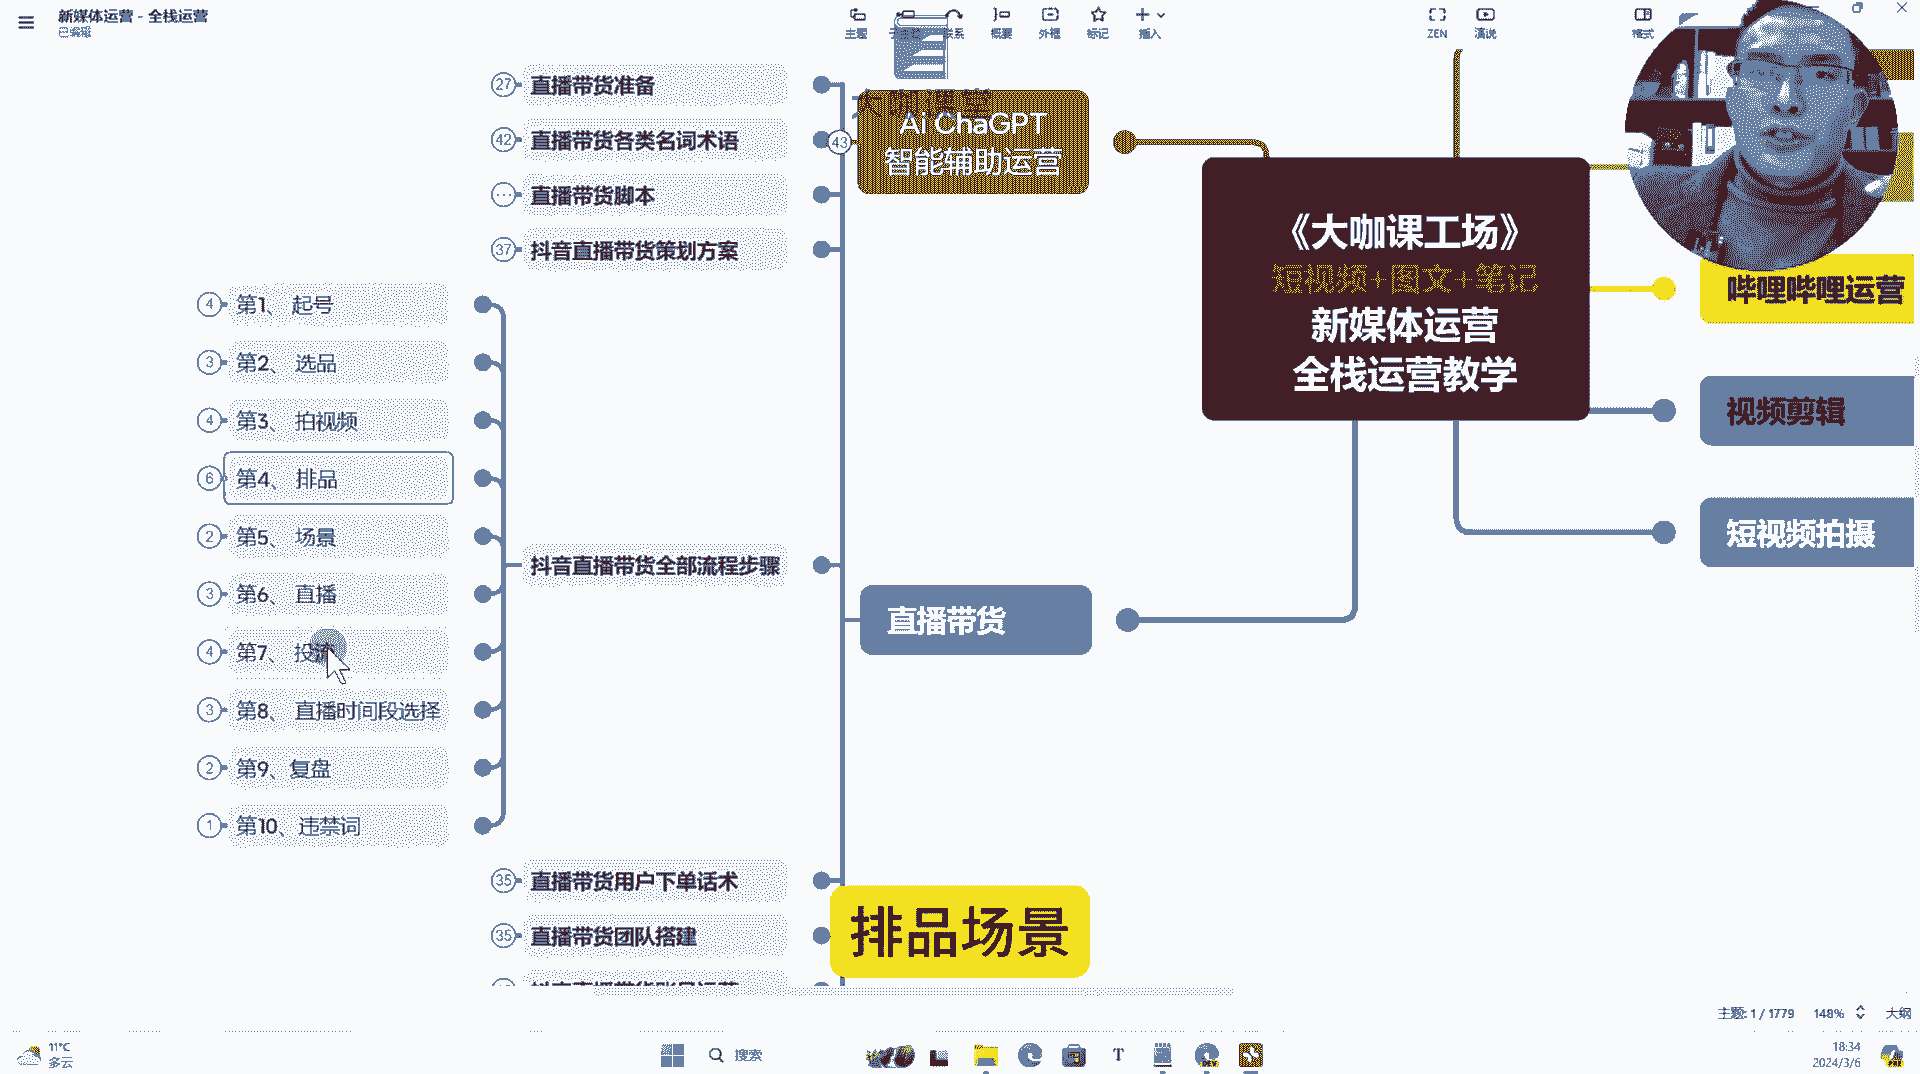 新媒体运营 - 全栈运营
已编辑
主题
联系
概要
外框
标记
插入
ZEN
演说
格式
27 直播带货准备
42 直播带货各类名词术语
··· 直播带货脚本
37 抖音直播带货策划方案
4 第1、 起号
3 第2、 选品
4 第3、 拍视频
6 第4、 排品
2 第5、 场景
3 第6、 直播
4 第7、 投流
3 第8、 直播时间段选择
2 第9、复盘
1 第10、违禁词
抖音直播带货全部流程步骤
35 直播带货用户下单话术
35 直播带货团队搭建
大咖课堂
43
Ai ChaGPT
智能辅助运营
直播带货
《大咖课工场》
短视频+图文+笔记
新媒体运营
全栈运营教学
哔哩哔哩运营
视频剪辑
短视频拍摄
排品场景
主题: 1 / 1779
148%
大纲
11°C
多云
搜索
18:34
2024/3/6